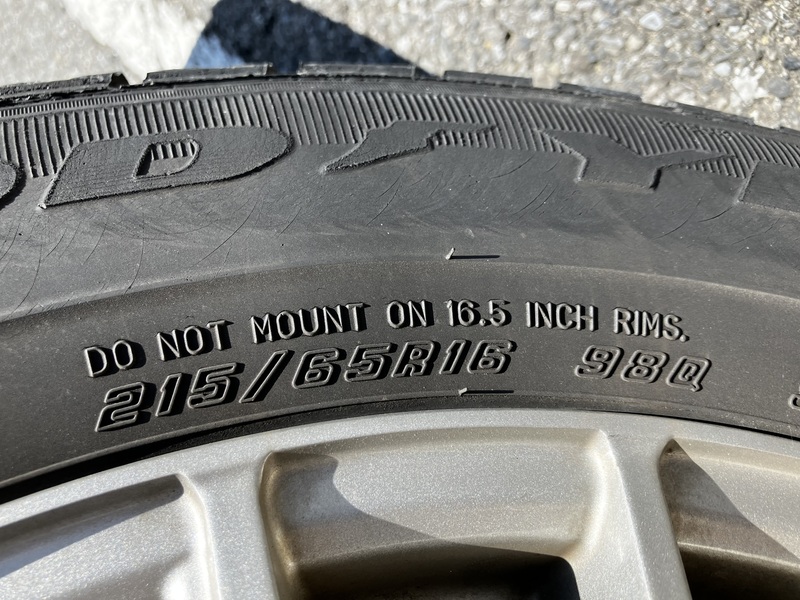 DO NOT MOUNT ON 16.5 INCH RIMS.
215/65R16 98Q